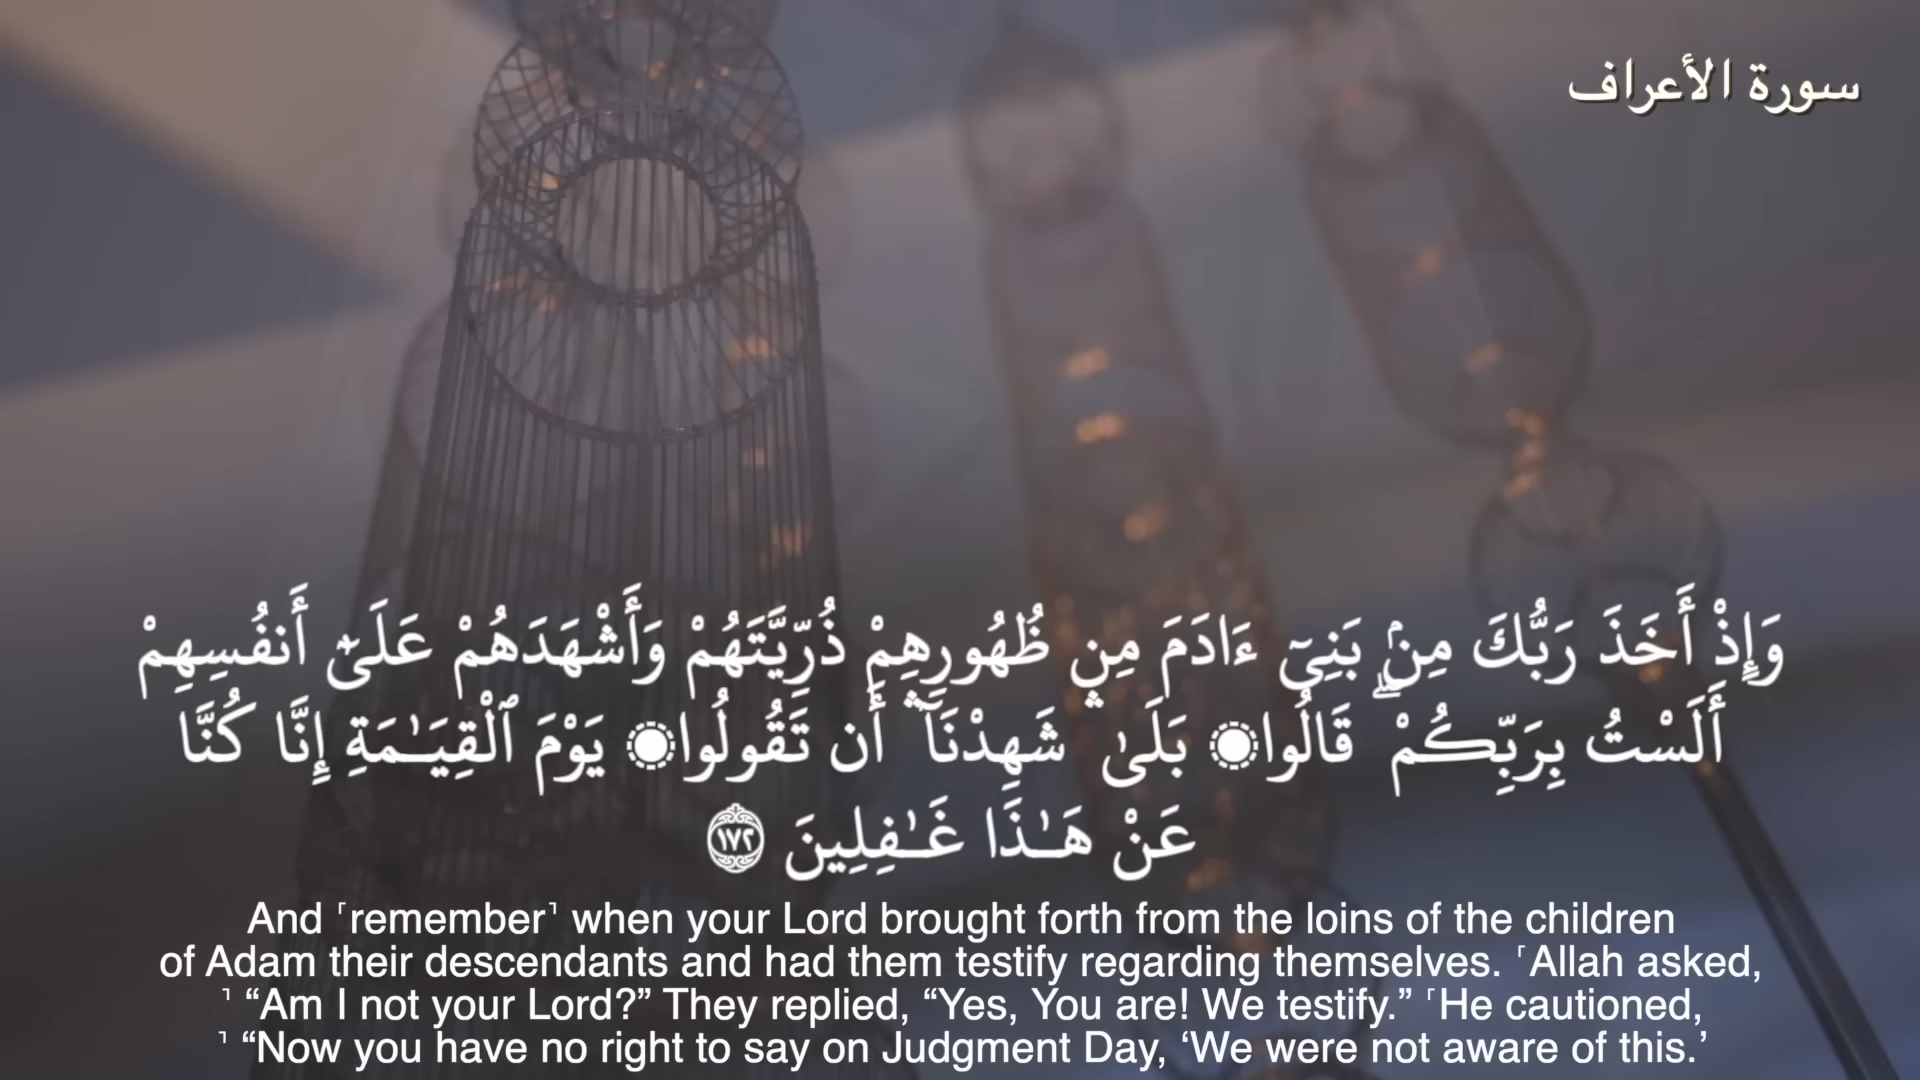 سورة الأعراف
وَإِذْ أَخَذَ رَبُّكَ مِنۢ بَنِىٓ ءَادَمَ مِن ظُهُورِهِمْ ذُرِّيَّتَهُمْ وَأَشْهَدَهُمْ عَلَىٰٓ أَنفُسِهِمْ
أَلَسْتُ بِرَبِّكُمْ ۖ قَالُوا۟ بَلَىٰ ۛ شَهِدْنَآ ۛ أَن تَقُولُوا۟ يَوْمَ ٱلْقِيَـٰمَةِ إِنَّا كُنَّا
عَنْ هَـٰذَا غَـٰفِلِينَ ١٧٢
And ˹remember˺ when your Lord brought forth from the loins of the children
of Adam their descendants and had them testify regarding themselves. ˹Allah asked,
˺ “Am I not your Lord?” They replied, “Yes, You are! We testify.” ˹He cautioned,
˺ “Now you have no right to say on Judgment Day, ‘We were not aware of this.’